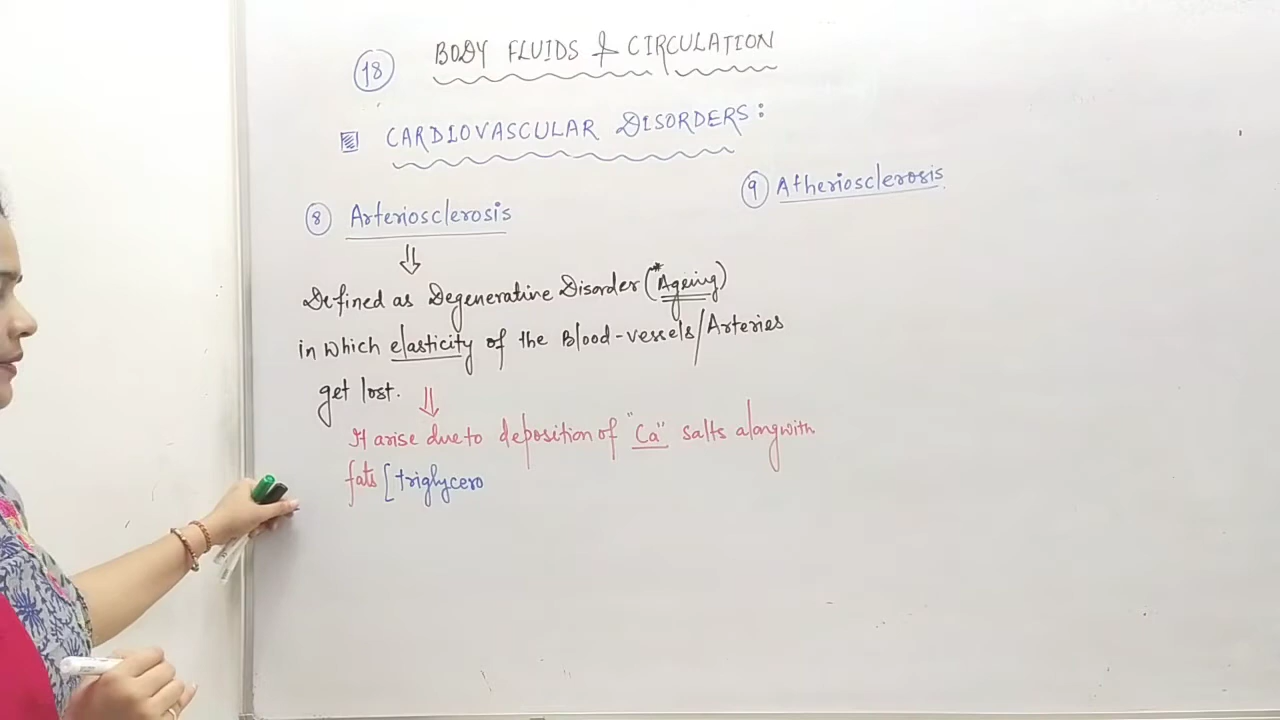 18 BODY FLUIDS & CIRCULATION
CARDIOVASCULAR DISORDERS:
8 Arteriosclerosis
9 Atheriosclerosis
Defined as Degenerative Disorder (*Ageing)
in which elasticity of the Blood-vessels/Arteries
get lost.
It arise due to deposition of "Ca" salts alongwith
fats [triglycero